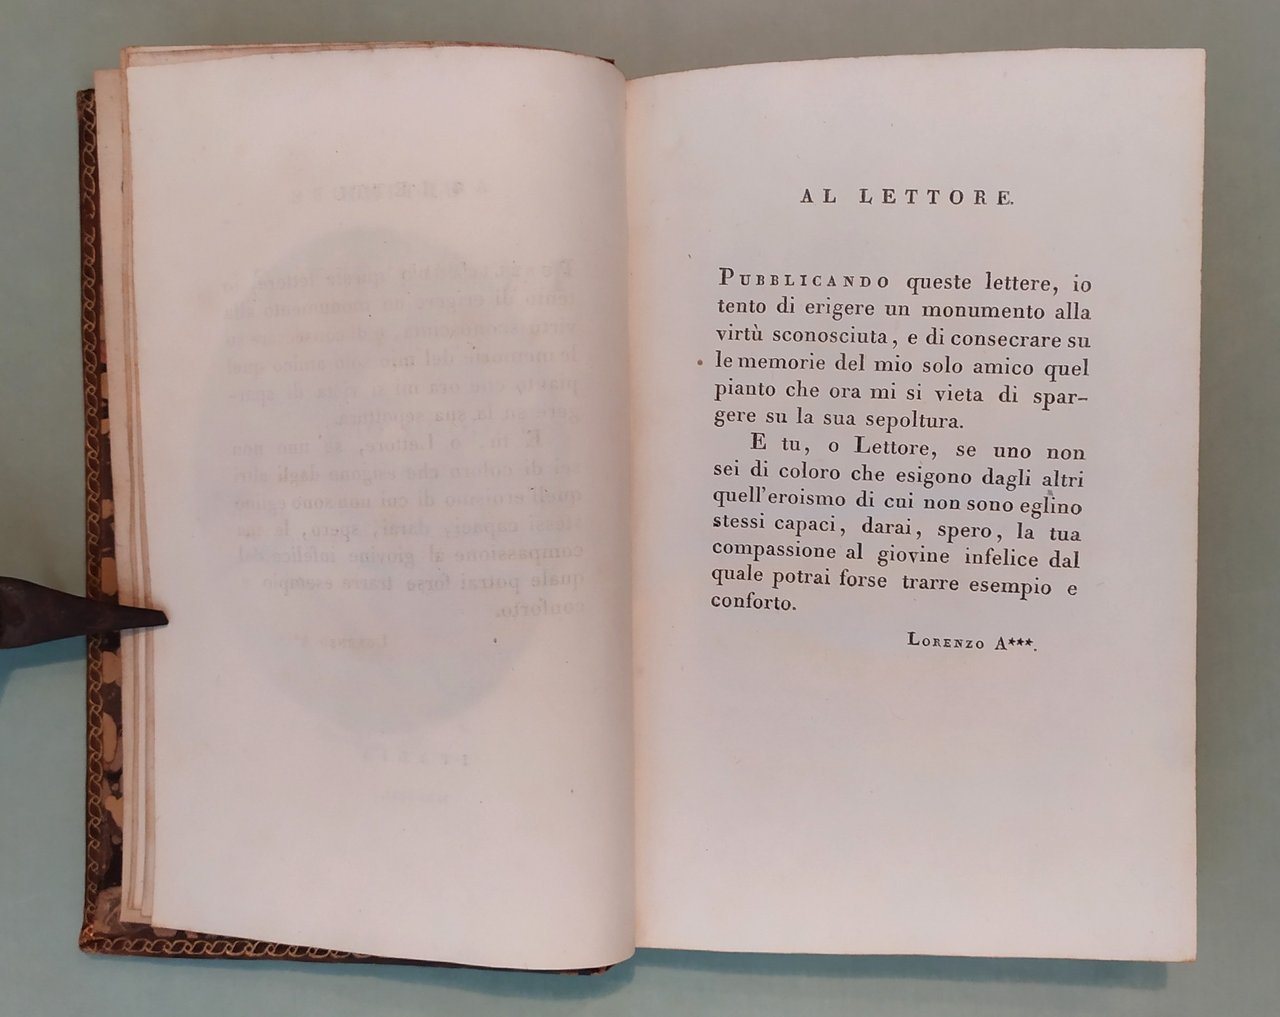 AL LETTORE.
PUBBLICANDO queste lettere, io
tento di erigere un monumento alla
virtù sconosciuta, e di consecrare su
le memorie del mio solo amico quel
pianto che ora mi si vieta di spar-
gere su la sua sepoltura.
E tu, o Lettore, se uno non
sei di coloro che esigono dagli altri
quell'eroismo di cui non sono eglino
stessi capaci, darai, spero, la tua
compassione al giovine infelice dal
quale potrai forse trarre esempio e
conforto.
LORENZO A***.